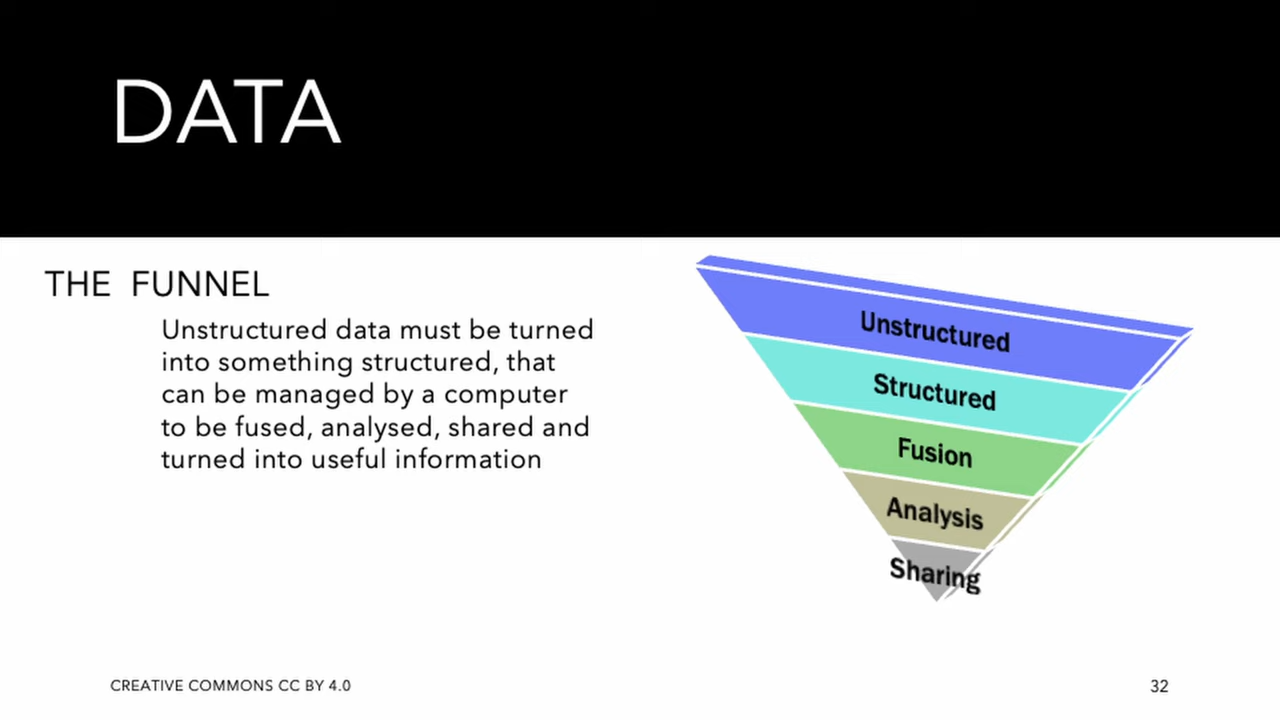 DATA
THE FUNNEL
Unstructured data must be turned
into something structured, that
can be managed by a computer
to be fused, analysed, shared and
turned into useful information
Unstructured
Structured
Fusion
Analysis
Sharing
CREATIVE COMMONS CC BY 4.0
32